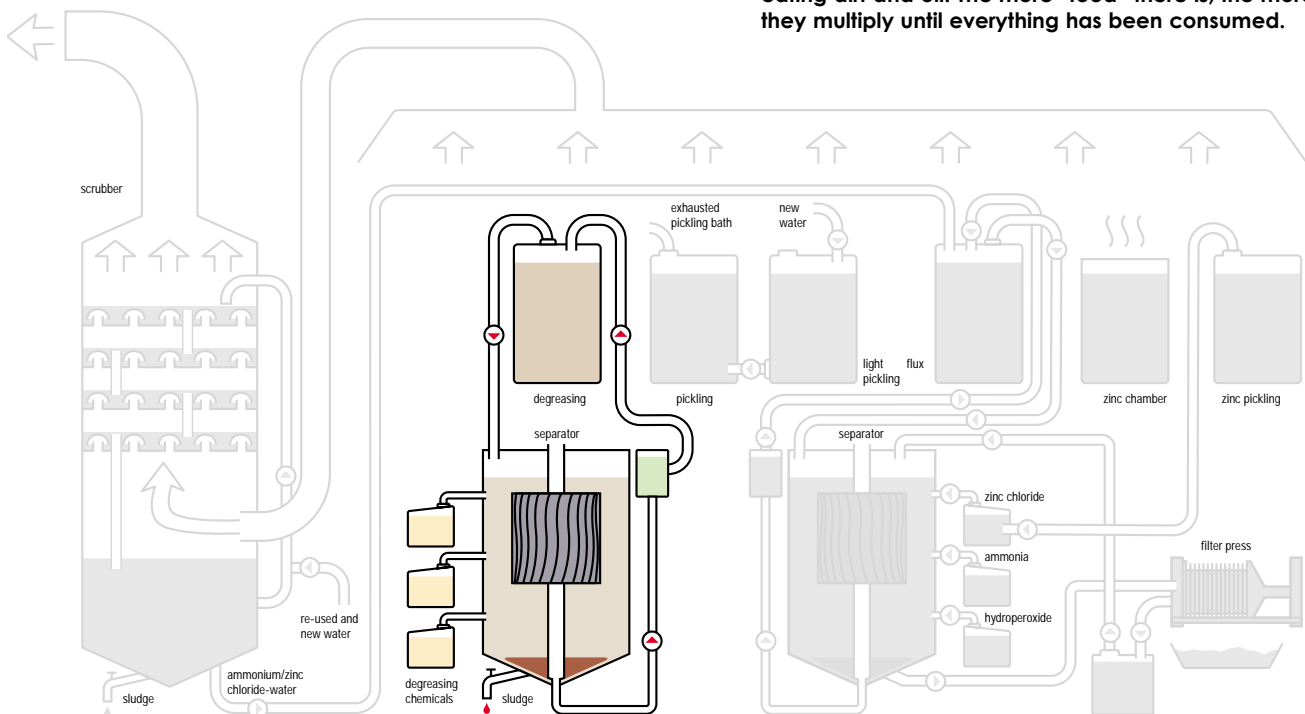 eating dirt and oil. The more “food” there is, the more
they multiply until everything has been consumed.
scrubber
exhausted
pickling bath
new
water
degreasing
pickling
light flux
pickling
zinc chamber
zinc pickling
separator
separator
zinc chloride
ammonia
hydroperoxide
filter press
re-used and
new water
ammonium/zinc
chloride-water
sludge
degreasing
chemicals
sludge